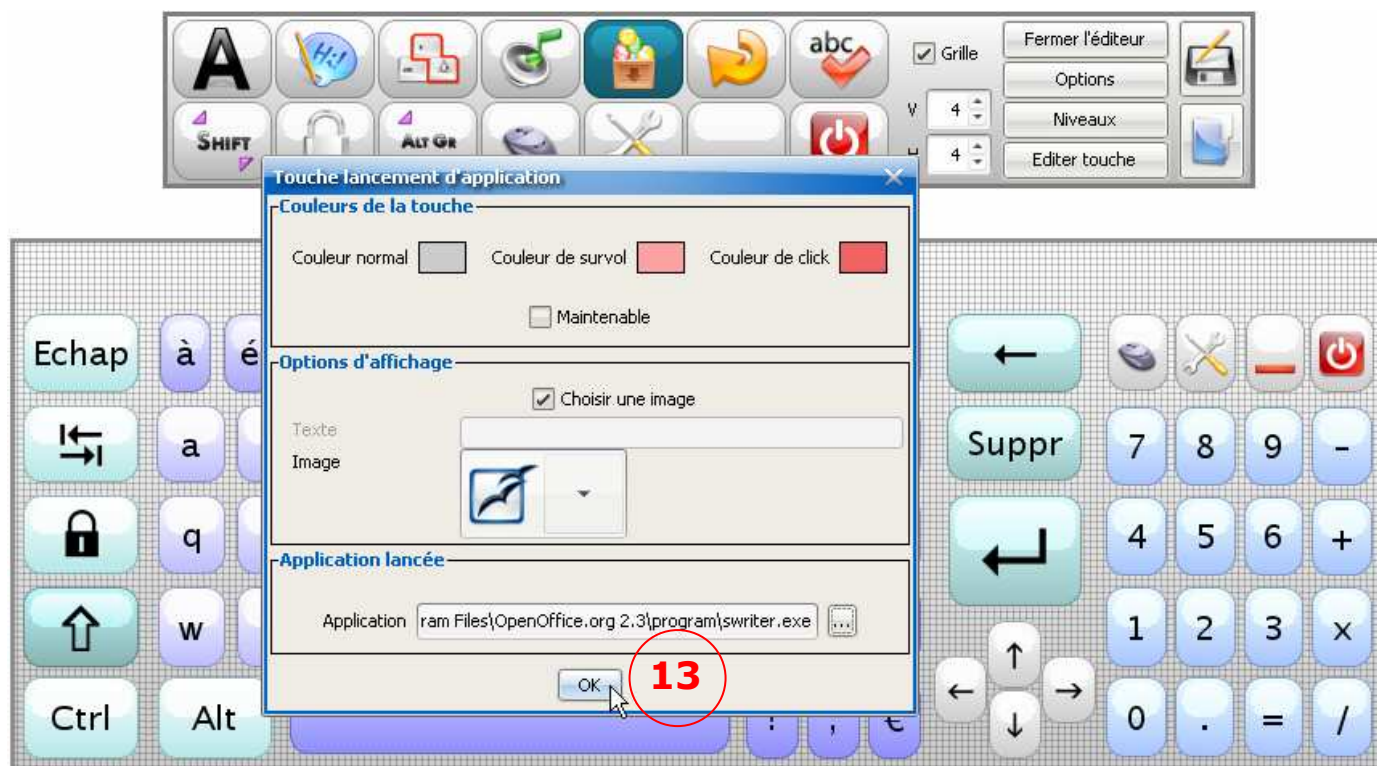 A Hi! abc
Grille Fermer l'éditeur
Options
SHIFT ALT GR V 4 Niveaux
H 4 Editer touche
Touche lancement d'application
Couleurs de la touche
Couleur normal Couleur de survol Couleur de click
Maintenable
Options d'affichage
Choisir une image
Texte
Image
Application lancée
Application ram Files\OpenOffice.org 2.3\program\swriter.exe ...
OK 13
Echap à é ←
a Suppr 7 8 9 -
q 4 5 6 +
w 1 2 3 x
↑
← →
Ctrl Alt ! , € ↓ 0 . = /